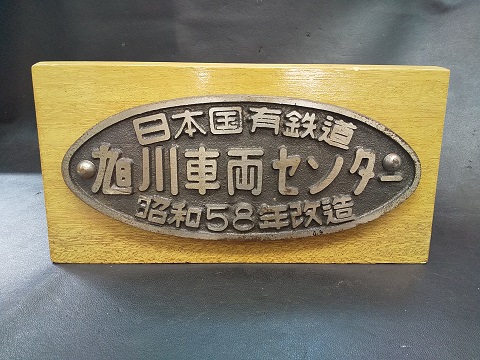 日本国有鉄道
旭川車両センター
昭和58年改造